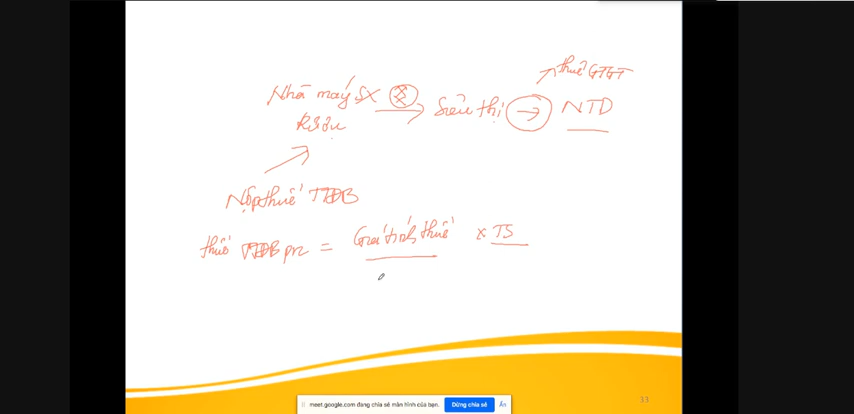 thuế GTGT
Nhà máy SX → Siêu thị → NTD
Rượu
Nộp thuế TTĐB
thuế TTĐB pn = Giá tính thuế x TS
33
meet.google.com đang chia sẻ màn hình của bạn. Dừng chia sẻ Ẩn